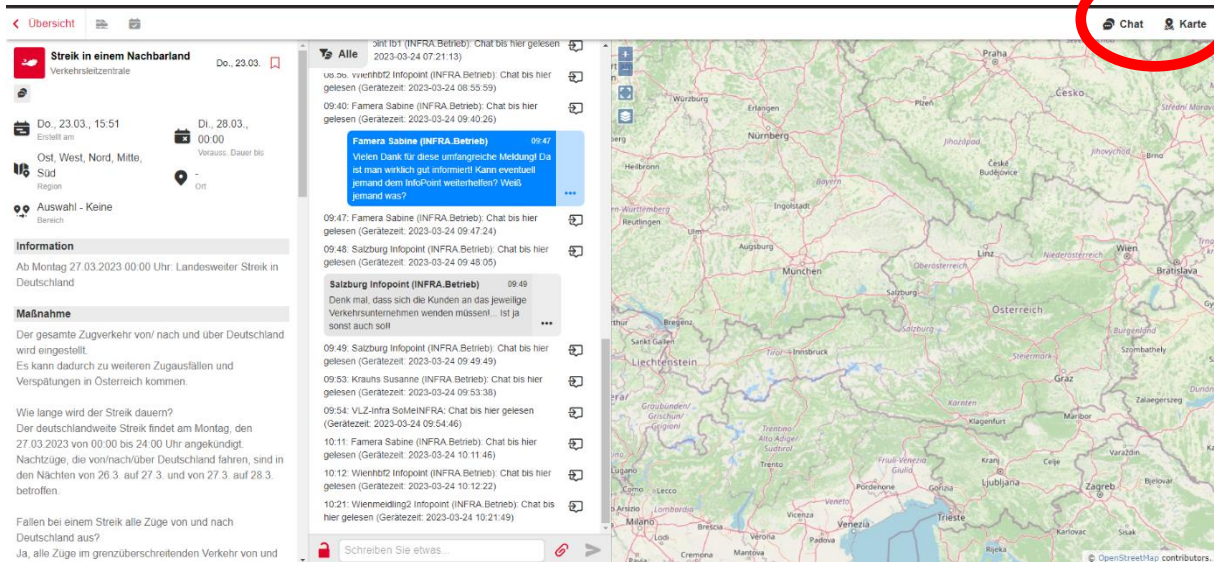 Übersicht
Chat
Karte
Streik in einem Nachbarland
Verkehrsleitzentrale
Do., 23.03.
Do., 23.03., 15:51
Erstellt am
Di., 28.03.,
00:00
Vorauss. Dauer bis
Ost, West, Nord, Mitte,
Süd
Region
-
Ort
Auswahl - Keine
Bereich
Information
Ab Montag 27.03.2023 00:00 Uhr: Landesweiter Streik in
Deutschland
Maßnahme
Der gesamte Zugverkehr von/ nach und über Deutschland
wird eingestellt.
Es kann dadurch zu weiteren Zugausfällen und
Verspätungen in Österreich kommen.
Wie lange wird der Streik dauern?
Der deutschlandweite Streik findet am Montag, den
27.03.2023 von 00:00 bis 24:00 Uhr angekündigt.
Nachtzüge, die von/nach/über Deutschland fahren, sind in
den Nächten von 26.3. auf 27.3. und von 27.3. auf 28.3.
betroffen.
Fallen bei einem Streik alle Züge von und nach
Deutschland aus?
Ja, alle Züge im grenzüberschreitenden Verkehr von und
Alle
Ib1 (INFRA.Betrieb): Chat bis hier gelesen
2023-03-24 07:21:13)
08:56: Wienhbf2 Infopoint (INFRA.Betrieb): Chat bis hier
gelesen (Gerätezeit: 2023-03-24 08:55:59)
09:40: Famera Sabine (INFRA.Betrieb): Chat bis hier
gelesen (Gerätezeit: 2023-03-24 09:40:26)
Famera Sabine (INFRA.Betrieb) 09:47
Vielen Dank für diese umfangreiche Meldung! Da
ist man wirklich gut informiert! Kann eventuell
jemand dem InfoPoint weiterhelfen? Weiß
jemand was?
09:47: Famera Sabine (INFRA.Betrieb): Chat bis hier
gelesen (Gerätezeit: 2023-03-24 09:47:24)
09:48: Salzburg Infopoint (INFRA.Betrieb): Chat bis hier
gelesen (Gerätezeit: 2023-03-24 09:48:05)
Salzburg Infopoint (INFRA.Betrieb) 09:49
Denk mal, dass sich die Kunden an das jeweilige
Verkehrsunternehmen wenden müssen!... Ist ja
sonst auch so!!
09:49: Salzburg Infopoint (INFRA.Betrieb): Chat bis hier
gelesen (Gerätezeit: 2023-03-24 09:49:49)
09:53: Krauhs Susanne (INFRA.Betrieb): Chat bis hier
gelesen (Gerätezeit: 2023-03-24 09:53:38)
09:54: VLZ-Infra SoMeINFRA: Chat bis hier gelesen
(Gerätezeit: 2023-03-24 09:54:46)
10:11: Famera Sabine (INFRA.Betrieb): Chat bis hier
gelesen (Gerätezeit: 2023-03-24 10:11:46)
10:12: Wienhbf2 Infopoint (INFRA.Betrieb): Chat bis hier
gelesen (Gerätezeit: 2023-03-24 10:12:22)
10:21: Wienmeidling2 Infopoint (INFRA.Betrieb): Chat bis
hier gelesen (Gerätezeit: 2023-03-24 10:21:49)
Schreiben Sie etwas...
Praha
Česko
Würzburg
Erlangen
Plzeň
Nürnberg
Jihozápad
Jihovýchod
Brno
Heilbronn
České
Budějovice
Bayern
Ingolstadt
Reutlingen
Ulm
Augsburg
Linz
Niederösterreich
Wien
München
Oberösterreich
Bratislava
Salzburg
Österreich
Bregenz
Salzburg
Burgenland
Sankt Gallen
Szombathely
Liechtenstein
Tirol
Innsbruck
Steiermark
Graz
Graubünden/
Grischun/
Grigioni
Kärnten
Zalaegerszeg
Trentino
Alto Adige/
Südtirol
Klagenfurt
Maribor
Trento
Friuli-Venezia
Giulia
Kranj
Celje
Varaždin
Lugano
Como
Lecco
Pordenone
Gorizia
Ljubljana
Zagreb
Bjelovar
Lombardia
Veneto
Vicenza
Trieste
Milano
Brescia
Venezia
Karlovac
Sisak
Lodi
Verona
Padova
Cremona
Mantova
Rijeka
© OpenStreetMap contributors.